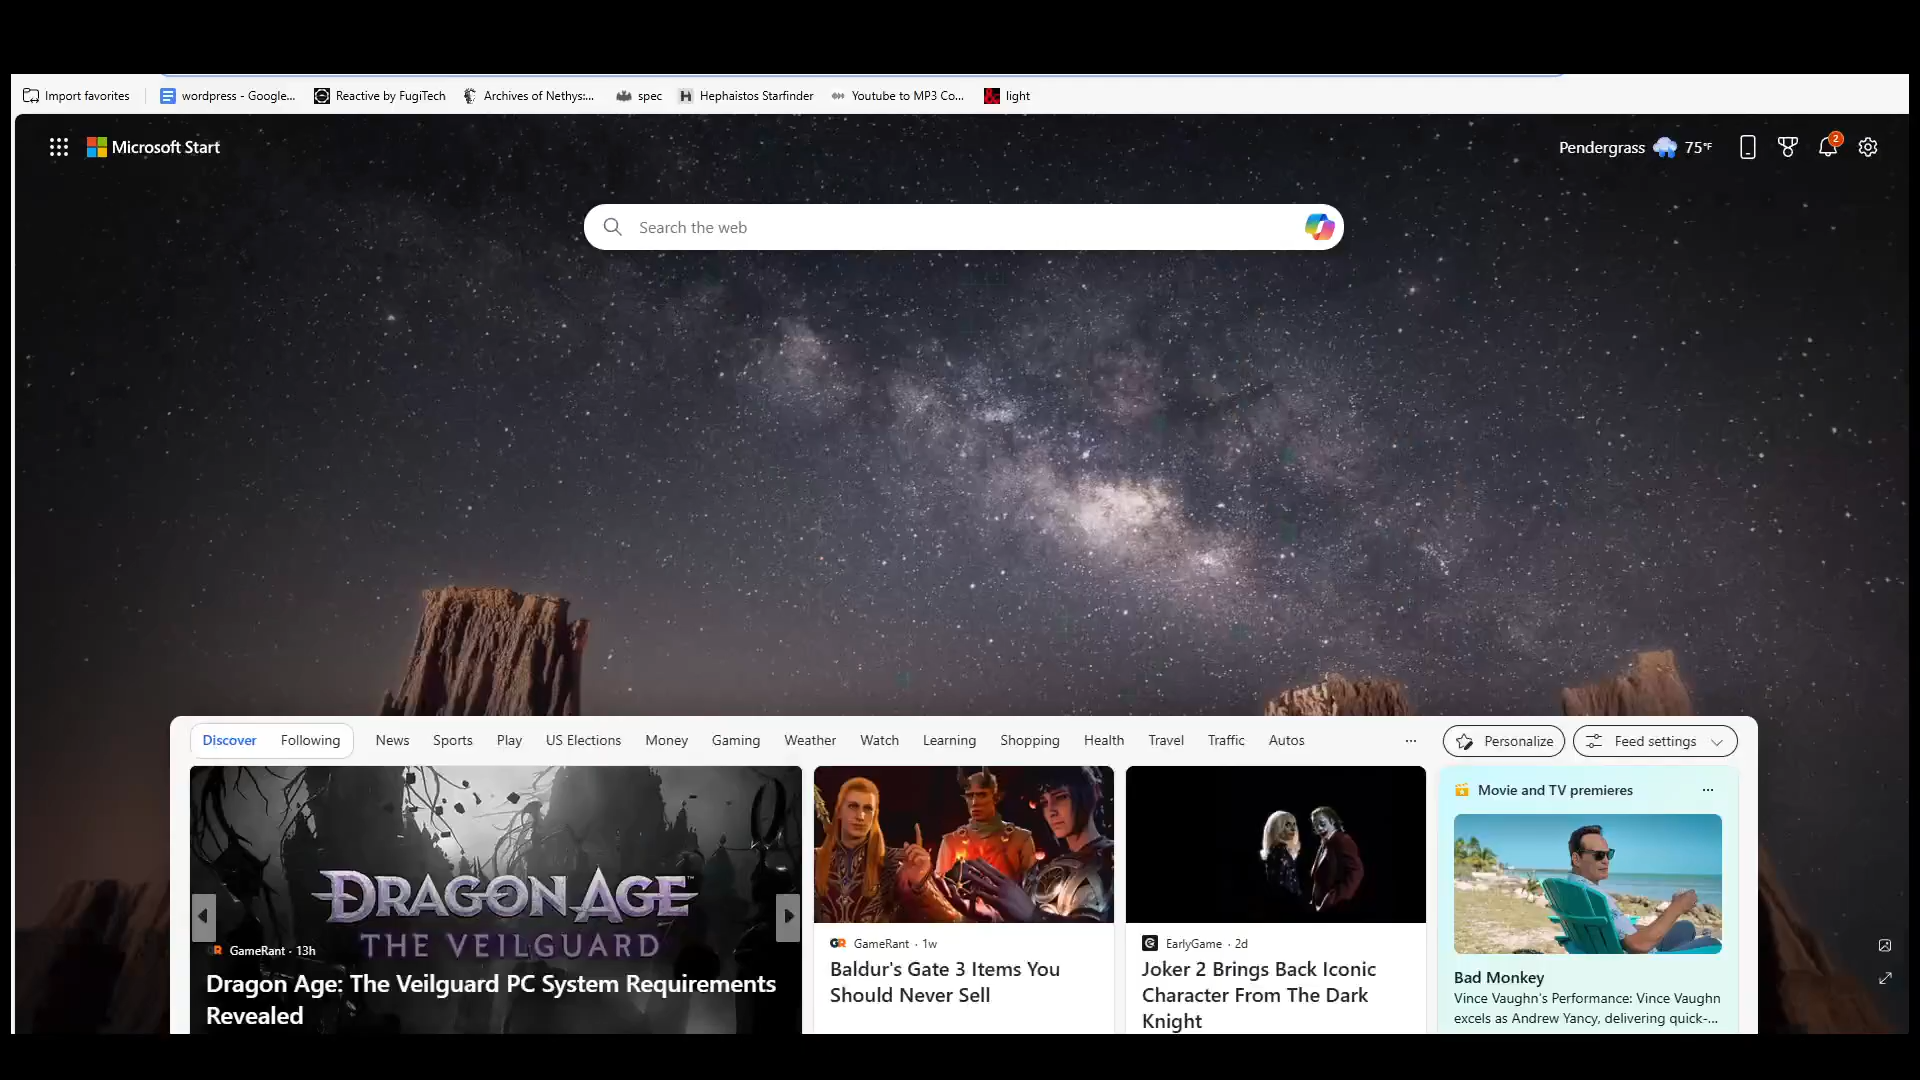 Import favorites
wordpress - Google...
Reactive by FugiTech
Archives of Nethys:...
spec
Hephaistos Starfinder
Youtube to MP3 Co...
light
Microsoft Start
Pendergrass 75°F
2
Search the web
Discover
Following
News
Sports
Play
US Elections
Money
Gaming
Weather
Watch
Learning
Shopping
Health
Travel
Traffic
Autos
...
Personalize
Feed settings
DRAGON AGE™
THE VEILGUARD
GameRant · 13h
Dragon Age: The Veilguard PC System Requirements
Revealed
GR GameRant · 1w
Baldur's Gate 3 Items You
Should Never Sell
EarlyGame · 2d
Joker 2 Brings Back Iconic
Character From The Dark
Knight
Movie and TV premieres
...
Bad Monkey
Vince Vaughn's Performance: Vince Vaughn
excels as Andrew Yancy, delivering quick-...